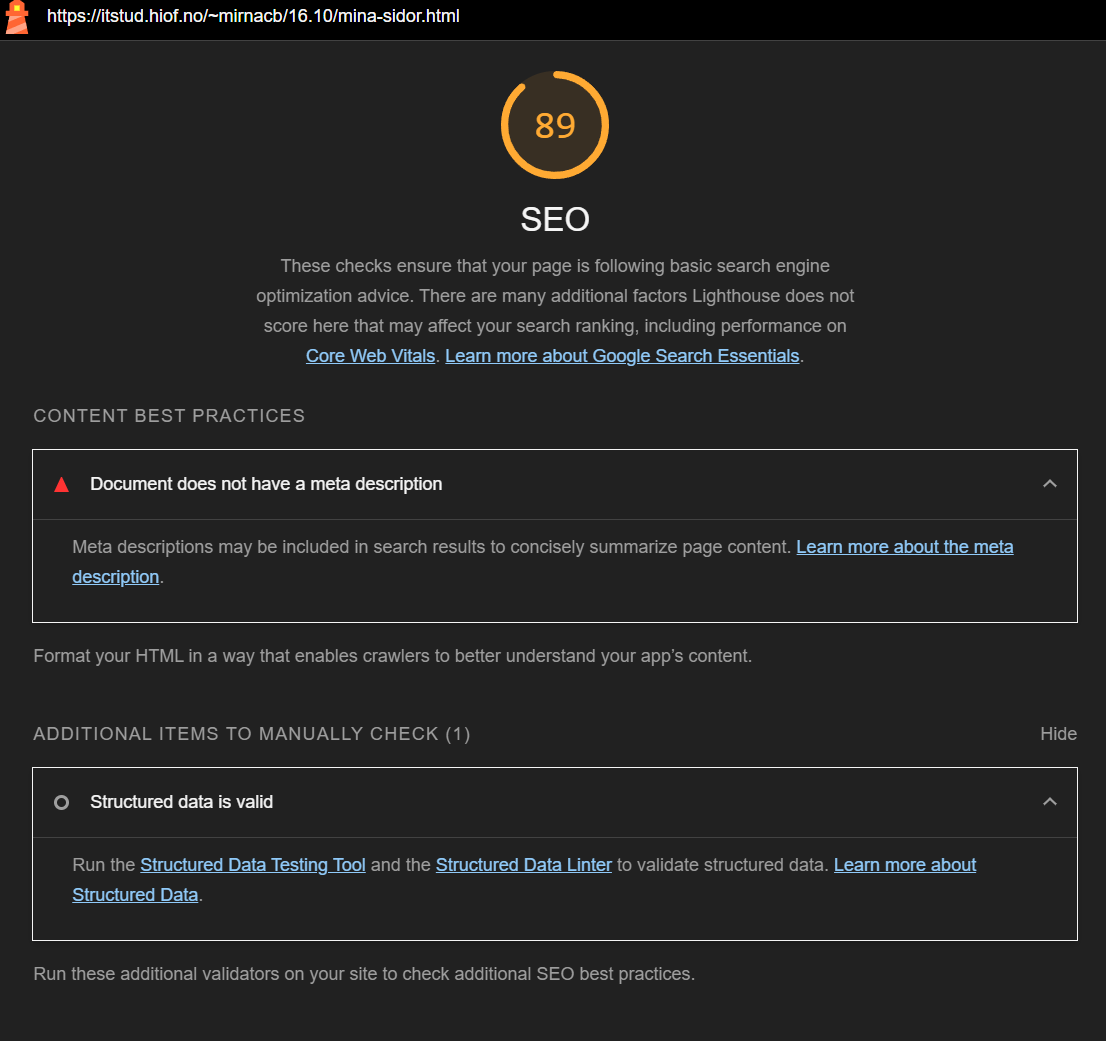 https://itstud.hiof.no/~mirnacb/16.10/mina-sidor.html
89
SEO
These checks ensure that your page is following basic search engine
optimization advice. There are many additional factors Lighthouse does not
score here that may affect your search ranking, including performance on
Core Web Vitals. Learn more about Google Search Essentials.
CONTENT BEST PRACTICES
Document does not have a meta description
Meta descriptions may be included in search results to concisely summarize page content. Learn more about the meta
description.
Format your HTML in a way that enables crawlers to better understand your app’s content.
ADDITIONAL ITEMS TO MANUALLY CHECK (1) Hide
Structured data is valid
Run the Structured Data Testing Tool and the Structured Data Linter to validate structured data. Learn more about
Structured Data.
Run these additional validators on your site to check additional SEO best practices.